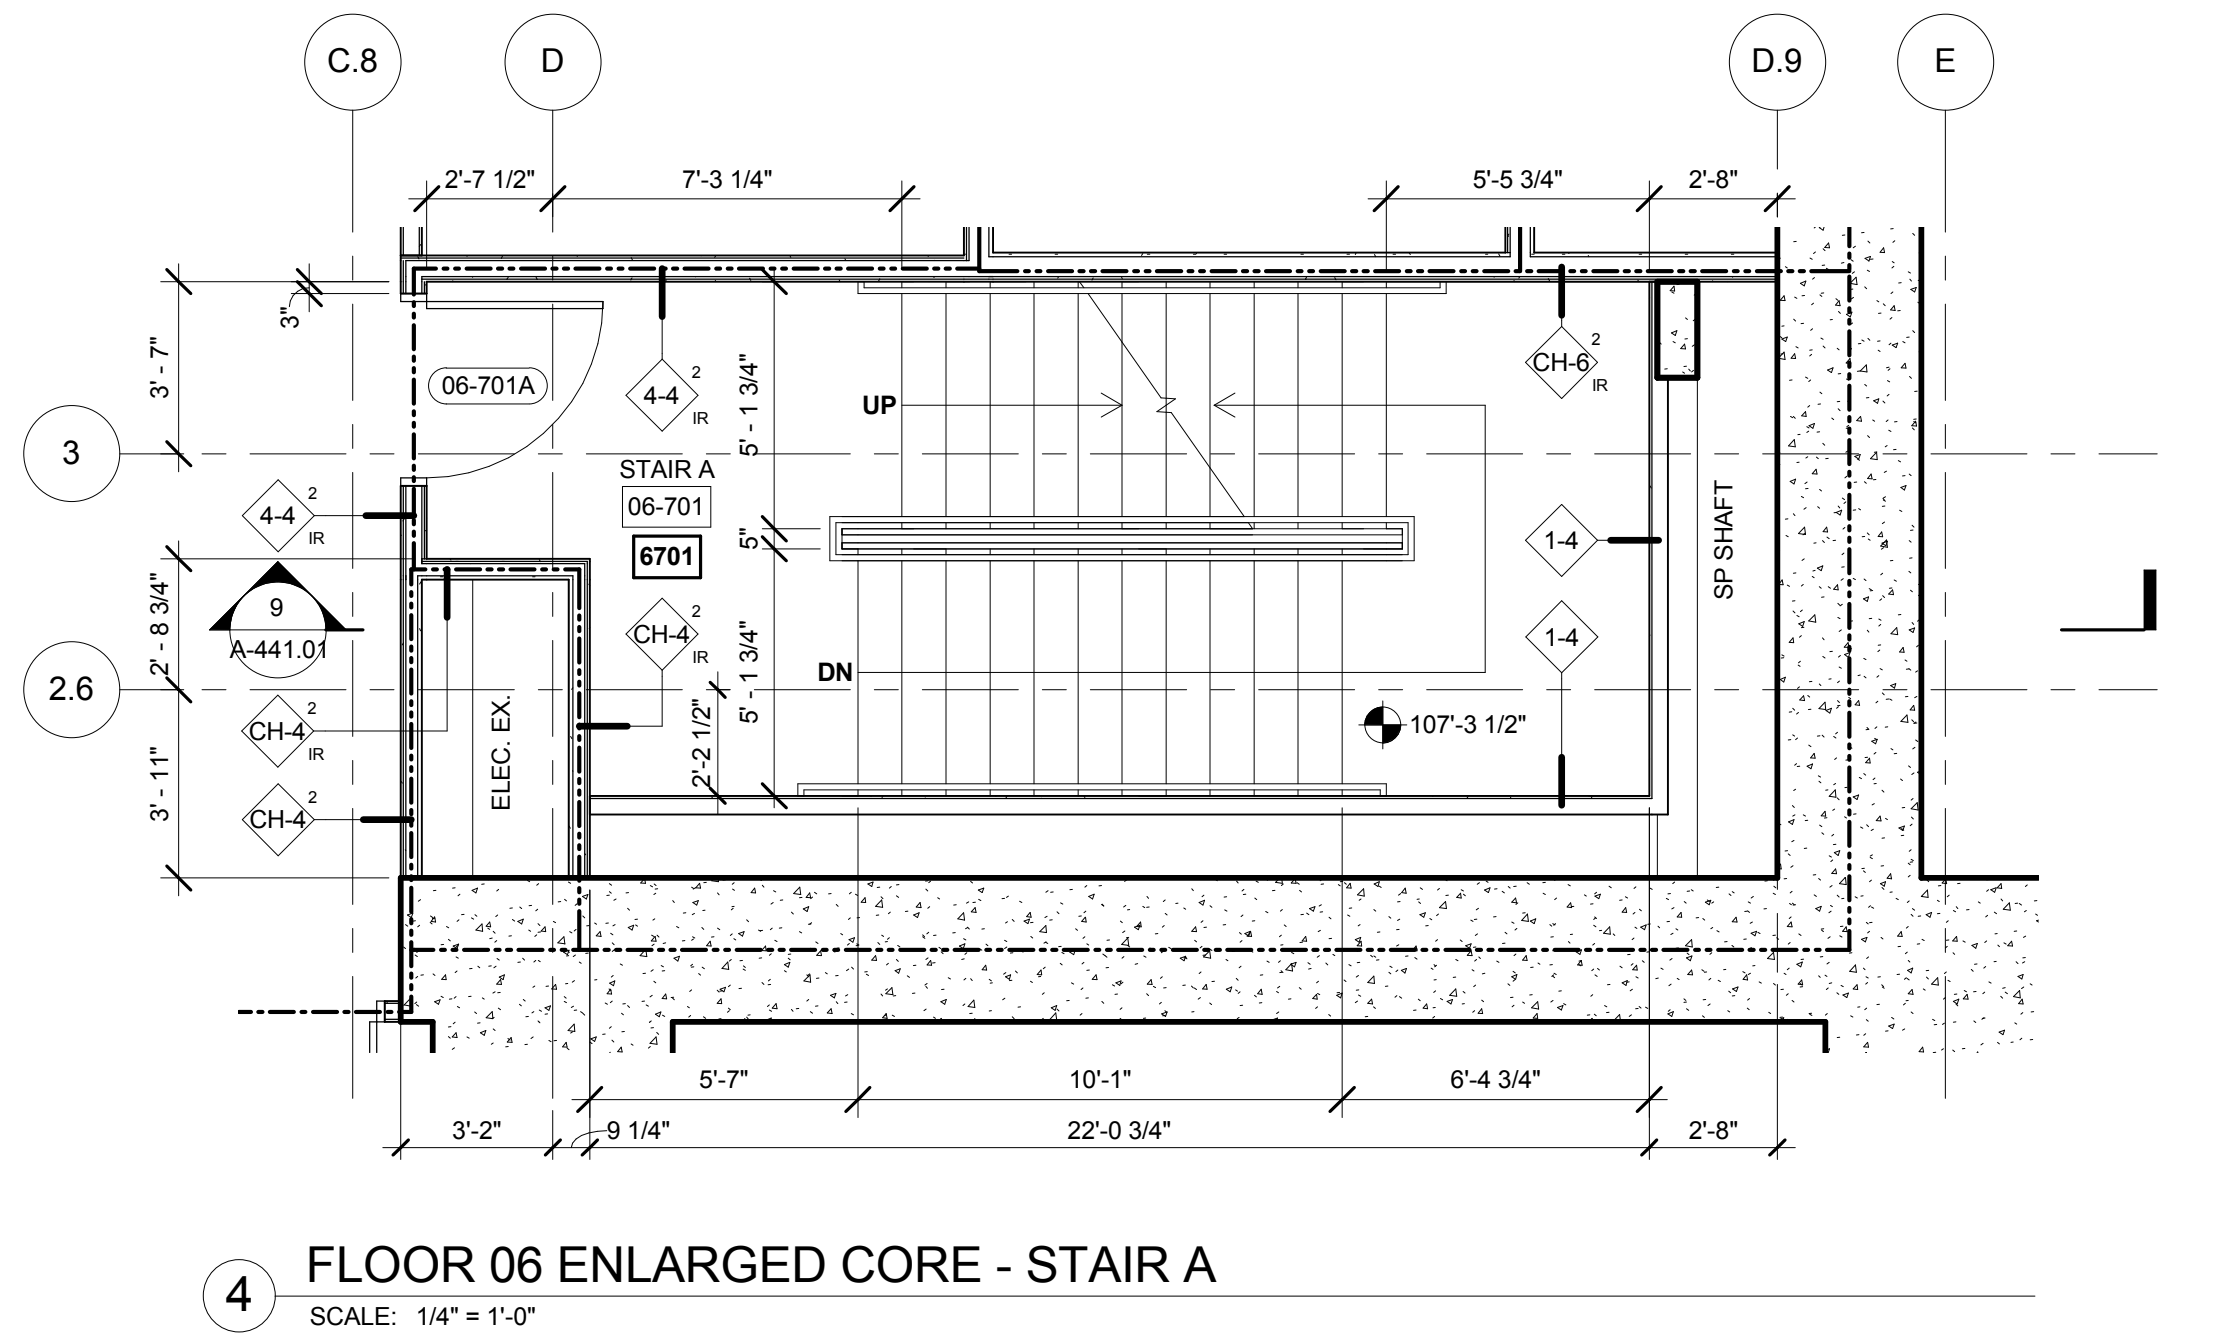 C.8
D
D.9
E
2'-7 1/2"
7'-3 1/4"
5'-5 3/4"
2'-8"
3"
3' - 7"
06-701A
4-4
2
IR
5' - 1 3/4"
UP
CH-6
2
IR
3
STAIR A
06-701
6701
4-4
2
IR
5"
1-4
SP SHAFT
9
A-441.01
2' - 8 3/4"
CH-4
2
IR
5' - 1 3/4"
1-4
2.6
DN
CH-4
2
IR
ELEC. EX.
2'-2 1/2"
107'-3 1/2"
3' - 11"
CH-4
2
5'-7"
10'-1"
6'-4 3/4"
3'-2"
9 1/4"
22'-0 3/4"
2'-8"
4
FLOOR 06 ENLARGED CORE - STAIR A
SCALE: 1/4" = 1'-0"